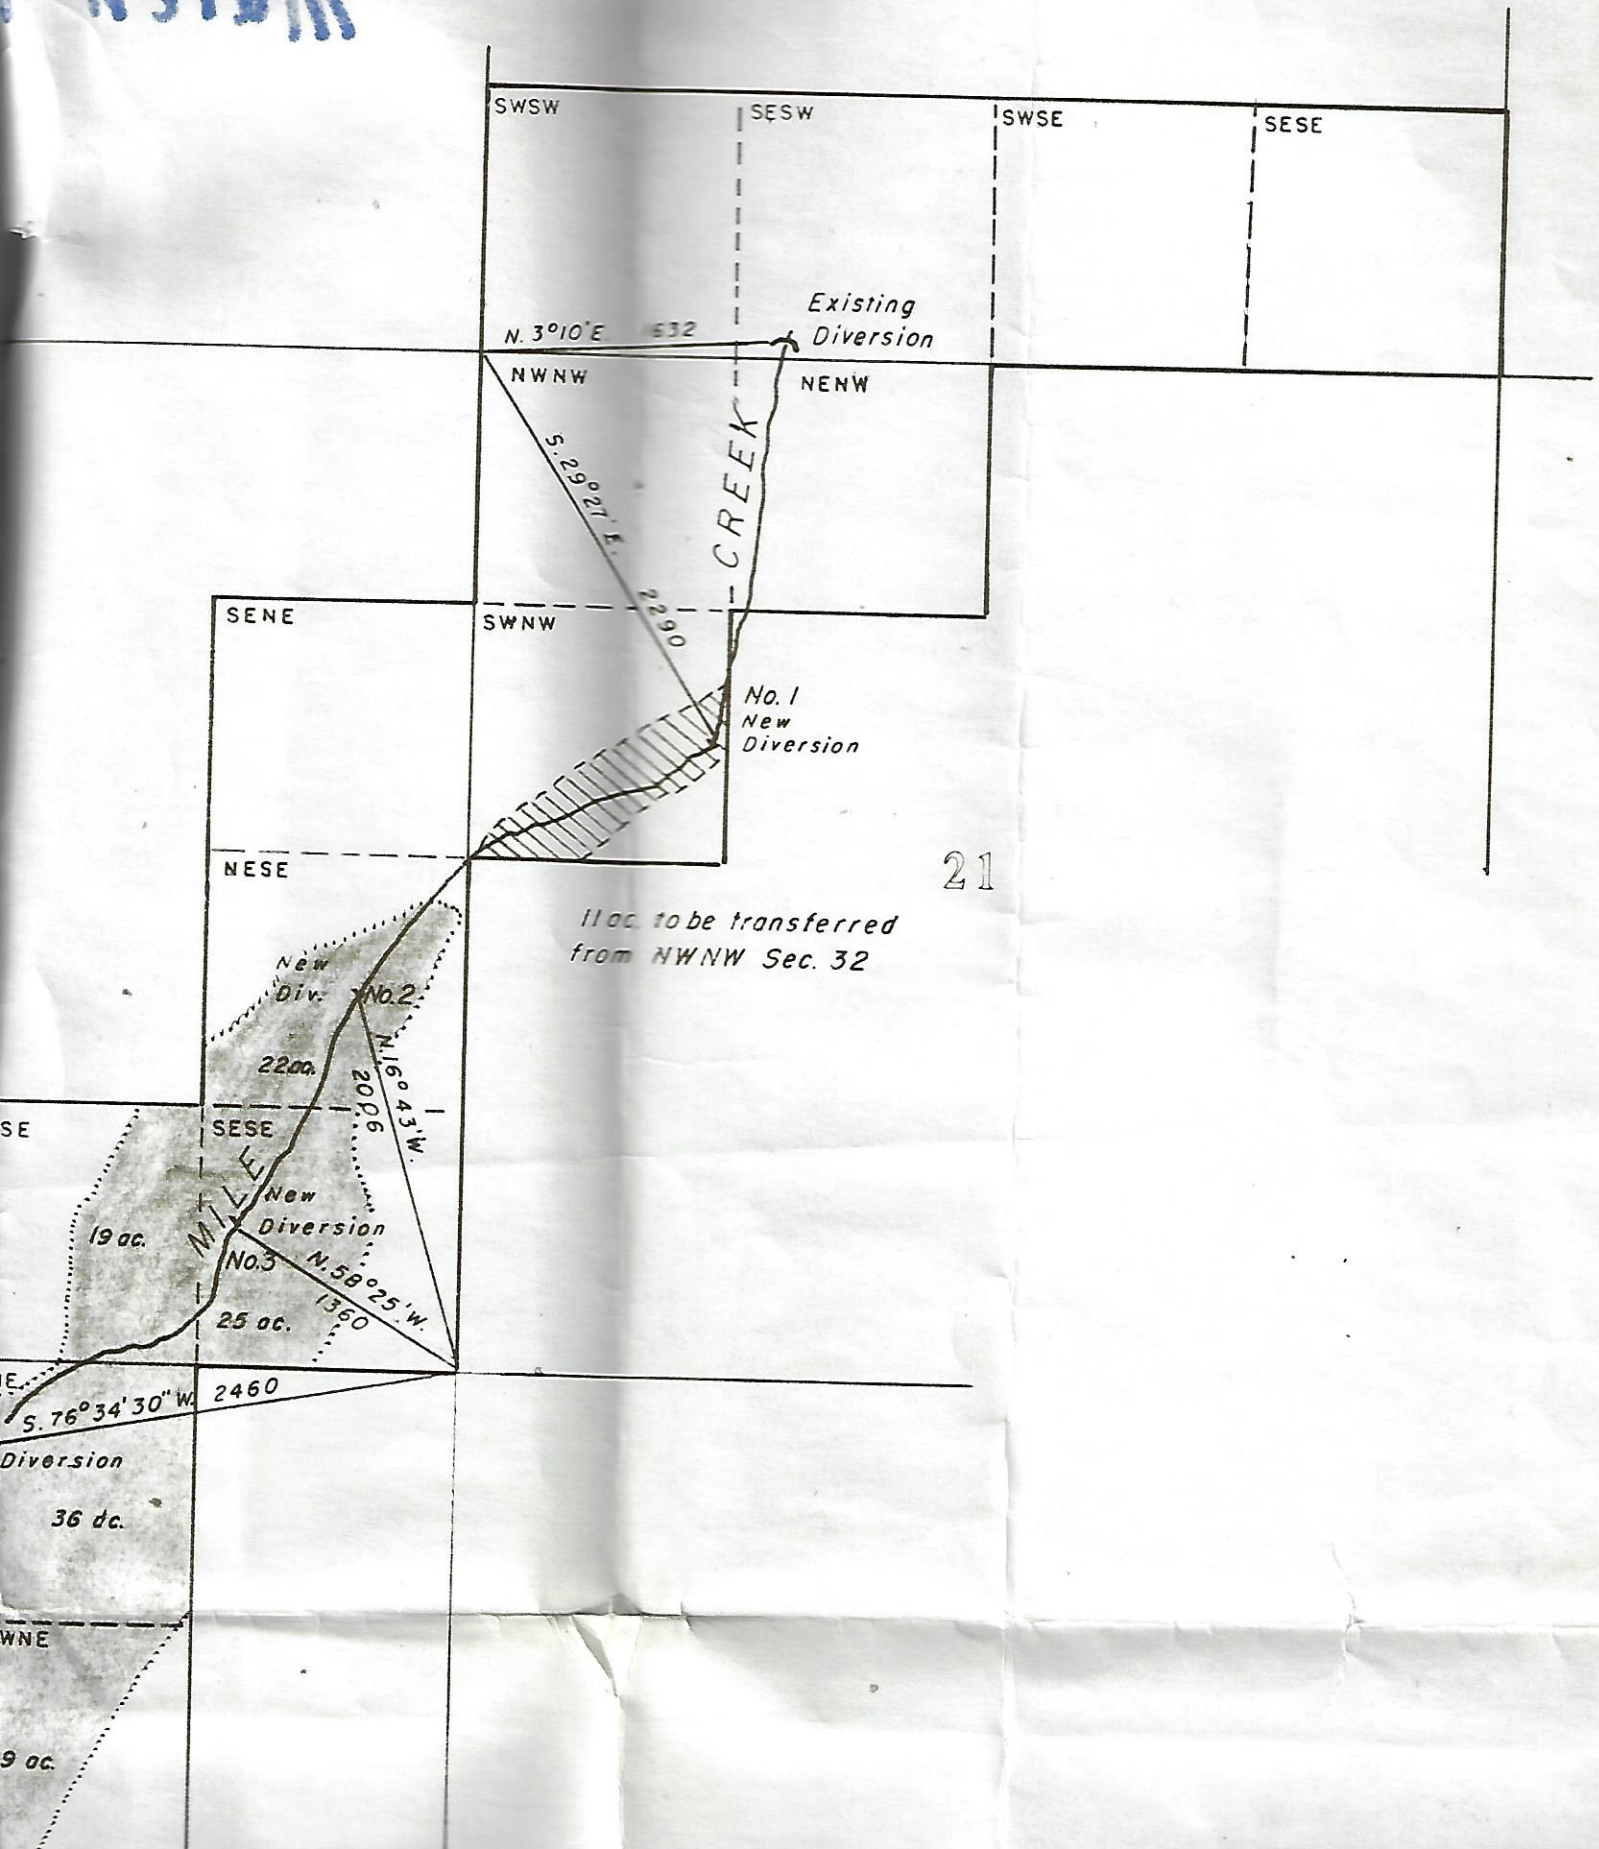 SWSW
SESW
SWSE
SESE
Existing
Diversion
N. 3°10'E. 1632
NWNW
NENW
CREEK
S. 29°27'E.
2290
SENE
SWNW
No. 1
New
Diversion
NESE
21
11 ac. to be transferred
from NWNW Sec. 32
New
Div. No. 2
22 ac.
N. 16°43'W.
2006
SE
SESE
MILE
New
Diversion
No. 3
19 ac.
N. 58°25'W.
1360
25 ac.
S. 76°34'30" W. 2460
Diversion
36 ac.
WNE
9 ac.